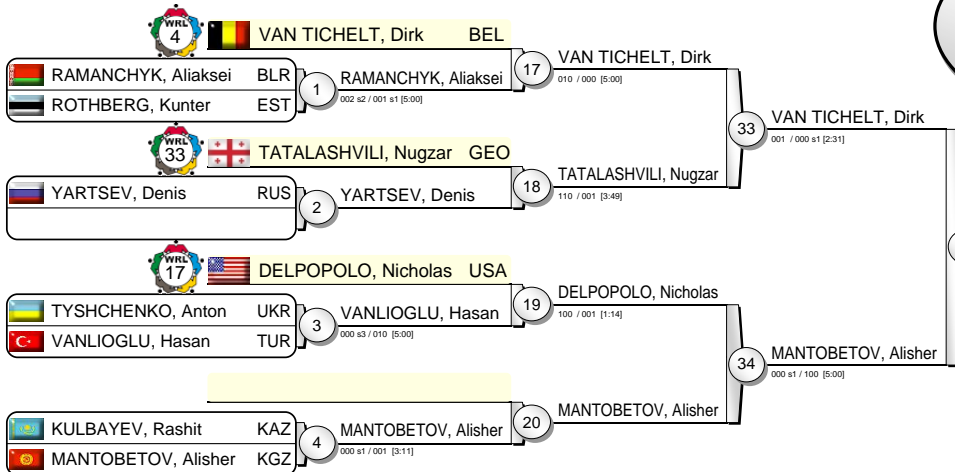 WRL
4
VAN TICHELT, Dirk BEL
RAMANCHYK, Aliaksei BLR
ROTHBERG, Kunter EST
1
RAMANCHYK, Aliaksei
002 s2 / 001 s1 [5:00]
17
VAN TICHELT, Dirk
010 / 000 [5:00]
WRL
33
TATALASHVILI, Nugzar GEO
YARTSEV, Denis RUS
2
YARTSEV, Denis
18
TATALASHVILI, Nugzar
110 / 001 [3:49]
33
VAN TICHELT, Dirk
001 / 000 s1 [2:31]
WRL
17
DELPOPOLO, Nicholas USA
TYSHCHENKO, Anton UKR
VANLIOGLU, Hasan TUR
3
VANLIOGLU, Hasan
000 s3 / 010 [5:00]
19
DELPOPOLO, Nicholas
100 / 001 [1:14]
KULBAYEV, Rashit KAZ
MANTOBETOV, Alisher KGZ
4
MANTOBETOV, Alisher
000 s1 / 001 [3:11]
20
MANTOBETOV, Alisher
34
MANTOBETOV, Alisher
000 s1 / 100 [5:00]